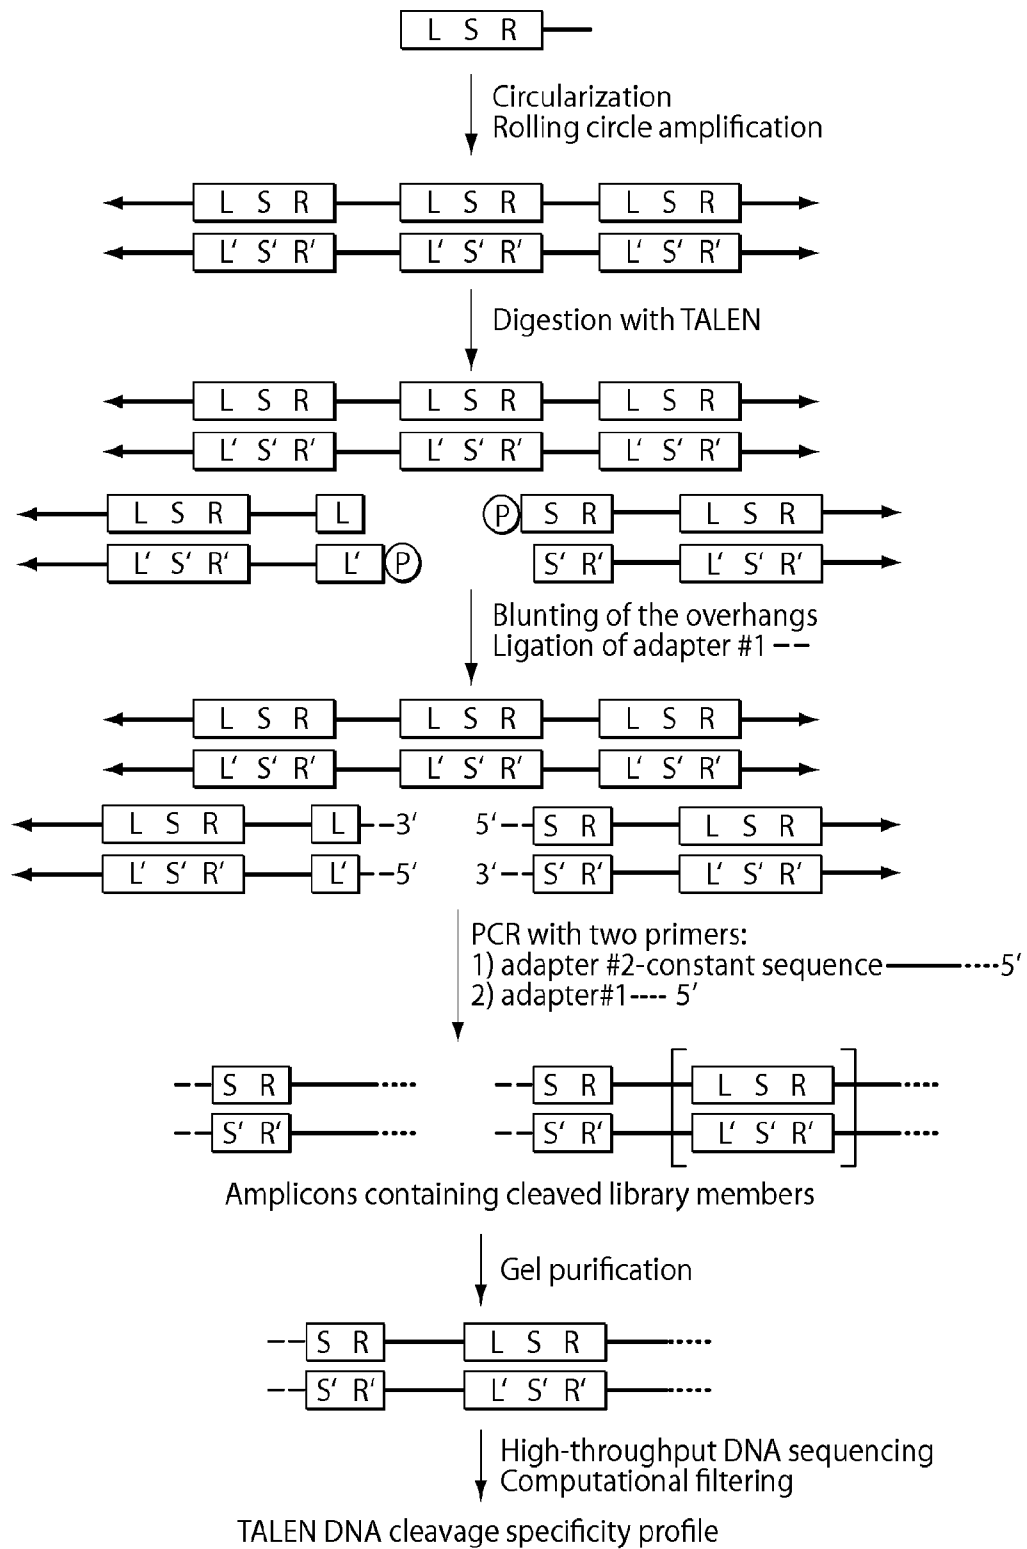 L S R
Circularization
Rolling circle amplification
L S R L S R L S R
L' S' R' L' S' R' L' S' R'
Digestion with TALEN
L S R L S R L S R
L' S' R' L' S' R' L' S' R'
L S R L P S R L S R
L' S' R' L' P S' R' L' S' R'
Blunting of the overhangs
Ligation of adapter #1
L S R L S R L S R
L' S' R' L' S' R' L' S' R'
L S R L 3' 5' S R L S R
L' S' R' L' 5' 3' S' R' L' S' R'
PCR with two primers:
1) adapter #2-constant sequence 5'
2) adapter#1 5'
S R S R L S R
S' R' S' R' L' S' R'
Amplicons containing cleaved library members
Gel purification
S R L S R
S' R' L' S' R'
High-throughput DNA sequencing
Computational filtering
TALEN DNA cleavage specificity profile